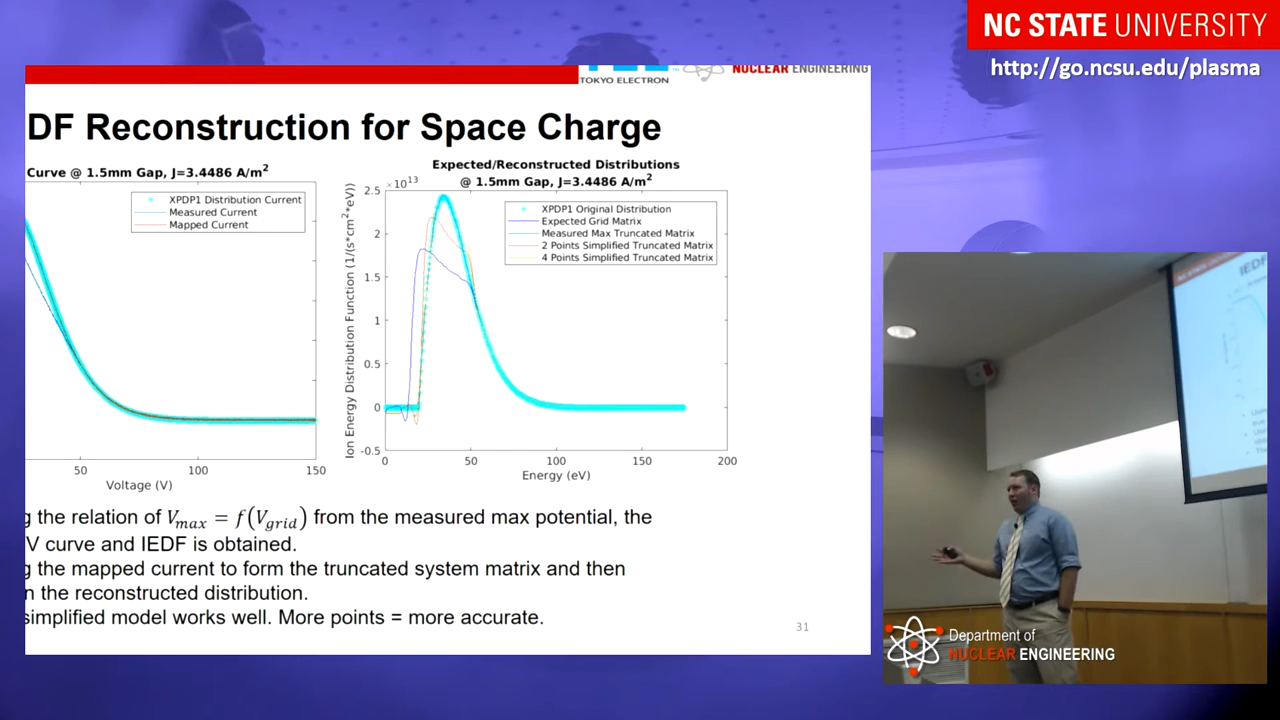 NC STATE UNIVERSITY
http://go.ncsu.edu/plasma
TOKYO ELECTRON
NUCLEAR ENGINEERING
DF Reconstruction for Space Charge
Curve @ 1.5mm Gap, J=3.4486 A/m²
XPDP1 Distribution Current
Measured Current
Mapped Current
50 100 150
Voltage (V)
Expected/Reconstructed Distributions
@ 1.5mm Gap, J=3.4486 A/m²
×10¹³
2.5
2
1.5
1
0.5
0
-0.5
Ion Energy Distribution Function (1/(s*cm²*eV))
XPDP1 Original Distribution
Expected Grid Matrix
Measured Max Truncated Matrix
2 Points Simplified Truncated Matrix
4 Points Simplified Truncated Matrix
0 50 100 150 200
Energy (eV)
g the relation of Vmax = f(Vgrid) from the measured max potential, the
V curve and IEDF is obtained.
g the mapped current to form the truncated system matrix and then
n the reconstructed distribution.
simplified model works well. More points = more accurate.
31
IEDF
Department of
NUCLEAR ENGINEERING